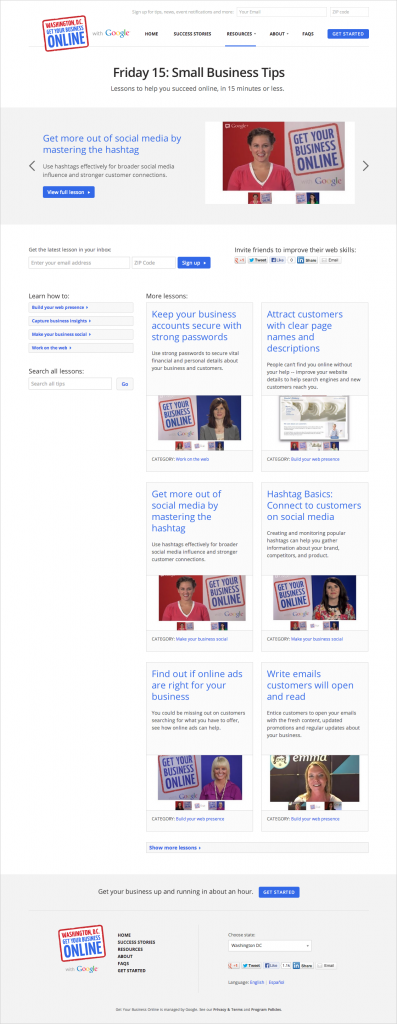 Sign up for tips, news, event notifications and more: Your Email ZIP code
WASHINGTON, DC
GET YOUR BUSINESS
ONLINE
with Google
HOME SUCCESS STORIES RESOURCES ABOUT FAQS GET STARTED
Friday 15: Small Business Tips
Lessons to help you succeed online, in 15 minutes or less.
Get more out of social media by
mastering the hashtag
Use hashtags effectively for broader social media
influence and stronger customer connections.
View full lesson
GET YOUR
BUSINESS
ONLINE
Google
Get the latest lesson in your inbox:
Enter your email address ZIP Code Sign up
Invite friends to improve their web skills:
+1 Tweet Like 0 Share Email
Learn how to:
Build your web presence
Capture business insights
Make your business social
Work on the web
Search all lessons:
Search all tips Go
More lessons:
Keep your business
accounts secure with
strong passwords
Use strong passwords to secure vital
financial and personal details about
your business and customers.
GET YOUR
BUSINESS
ONLINE
CATEGORY: Work on the web
Attract customers
with clear page
names and
descriptions
People can't find you online without
your help -- improve your website
details to help search engines and new
customers reach you.
CATEGORY: Build your web presence
Get more out of
social media by
mastering the
hashtag
Use hashtags effectively for broader
social media influence and stronger
customer connections.
GET YOUR
BUSINESS
ONLINE
CATEGORY: Make your business social
Hashtag Basics:
Connect to customers
on social media
Creating and monitoring popular
hashtags can help you gather
information about your brand,
competitors, and product.
GET YOUR
BUSINESS
ONLINE
CATEGORY: Make your business social
Find out if online ads
are right for your
business
You could be missing out on customers
searching for what you have to offer,
see how online ads can help.
GET YOUR
BUSINESS
ONLINE
CATEGORY: Build your web presence
Write emails
customers will open
and read
Entice customers to open your emails
with the fresh content, updated
promotions and regular updates about
your business.
emma
CATEGORY: Build your web presence
Show more lessons
Get your business up and running in about an hour. GET STARTED
WASHINGTON, DC
GET YOUR BUSINESS
ONLINE
with Google
HOME
SUCCESS STORIES
RESOURCES
ABOUT
FAQS
GET STARTED
Choose state:
Washington DC
+1 Tweet Like 1.1k Share Email
Language: English Español
Get Your Business Online is managed by Google. See our Privacy & Terms and Program Policies.